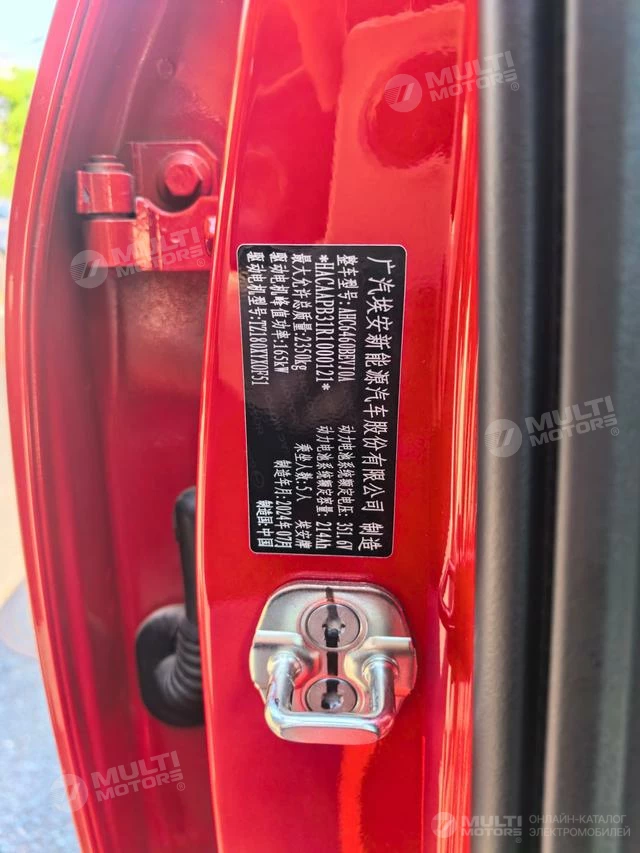 MULTI
MOTORS
MULTI
MOTORS
广汽埃安新能源汽车股份有限公司 制造
整车型号:AHC6460BEVJ0A 动力电池系统额定电压: 351.6V
*HACAAPB31R1000121* 动力电池系统额定容量: 214Ah
最大允许总质量:2350kg 乘坐人数:5人 埃安牌
驱动电机峰值功率:165kW 制造年月:2024年07月
驱动电机型号:TZ180XYX0F51 制造国:中国
MULTI
MOTORS
MULTI
MOTORS
MULTI
MOTORS
ОНЛАЙН-КАТАЛОГ
ЭЛЕКТРОМОБИЛЕЙ